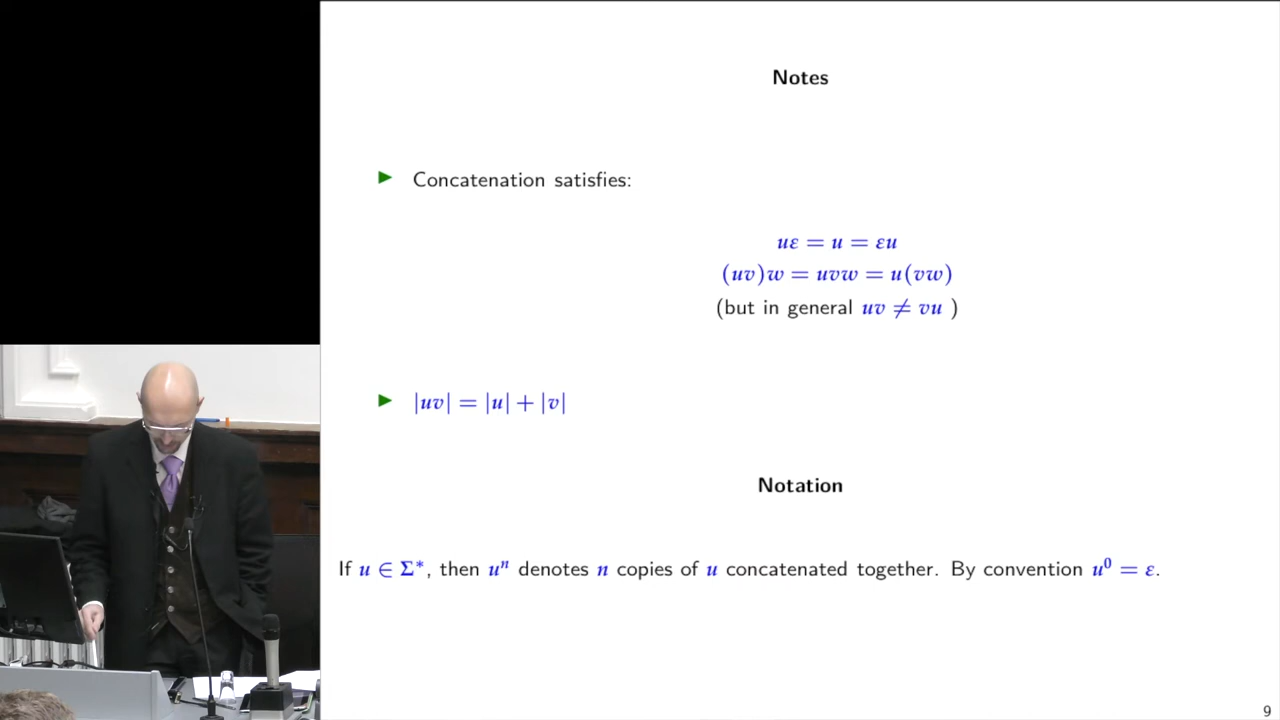 Notes
▶ Concatenation satisfies:
uε = u = εu
(uv)w = uvw = u(vw)
(but in general uv ≠ vu )
▶ |uv| = |u| + |v|
Notation
If u ∈ Σ*, then uⁿ denotes n copies of u concatenated together. By convention u⁰ = ε.
9